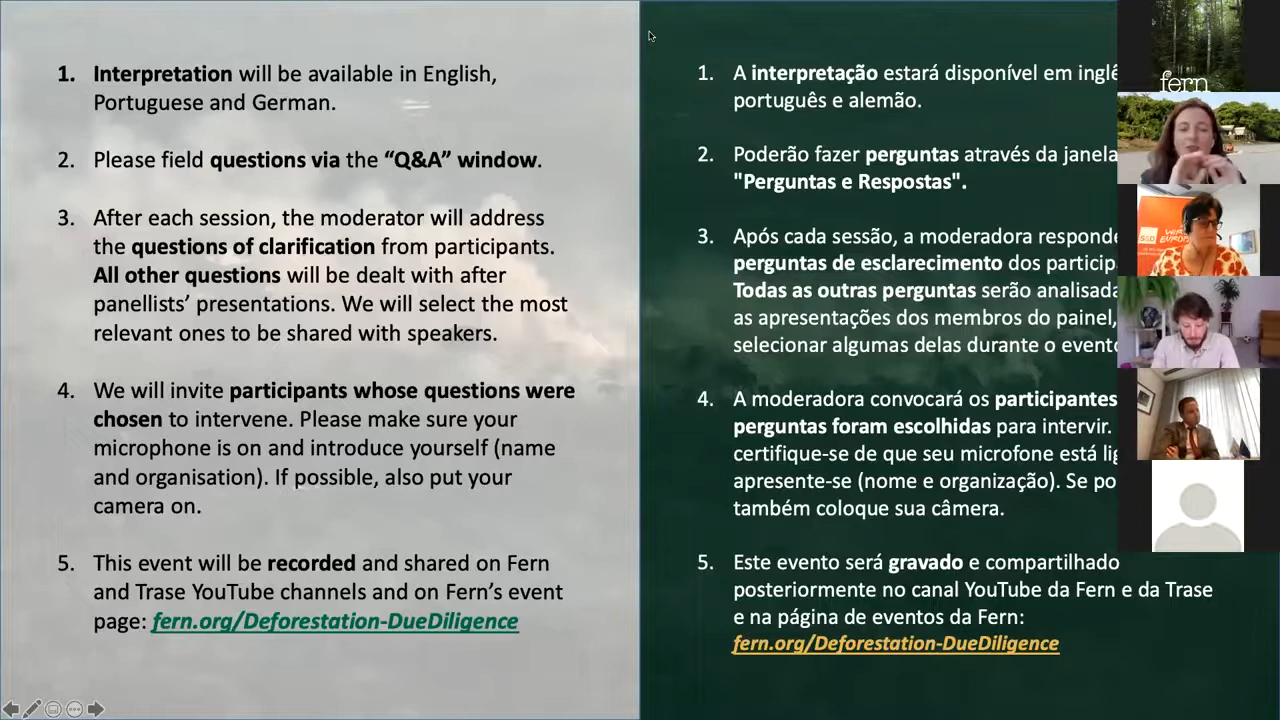 1. Interpretation will be available in English,
Portuguese and German.
2. Please field questions via the “Q&A” window.
3. After each session, the moderator will address
the questions of clarification from participants.
All other questions will be dealt with after
panellists’ presentations. We will select the most
relevant ones to be shared with speakers.
4. We will invite participants whose questions were
chosen to intervene. Please make sure your
microphone is on and introduce yourself (name
and organisation). If possible, also put your
camera on.
5. This event will be recorded and shared on Fern
and Trase YouTube channels and on Fern’s event
page: fern.org/Deforestation-DueDiligence
1. A interpretação estará disponível em inglê
português e alemão.
2. Poderão fazer perguntas através da janela
"Perguntas e Respostas".
3. Após cada sessão, a moderadora responde
perguntas de esclarecimento dos particip
Todas as outras perguntas serão analisada
as apresentações dos membros do painel,
selecionar algumas delas durante o evento
4. A moderadora convocará os participantes
perguntas foram escolhidas para intervir.
certifique-se de que seu microfone está lig
apresente-se (nome e organização). Se po
também coloque sua câmera.
5. Este evento será gravado e compartilhado
posteriormente no canal YouTube da Fern e da Trase
e na página de eventos da Fern:
fern.org/Deforestation-DueDiligence
fern